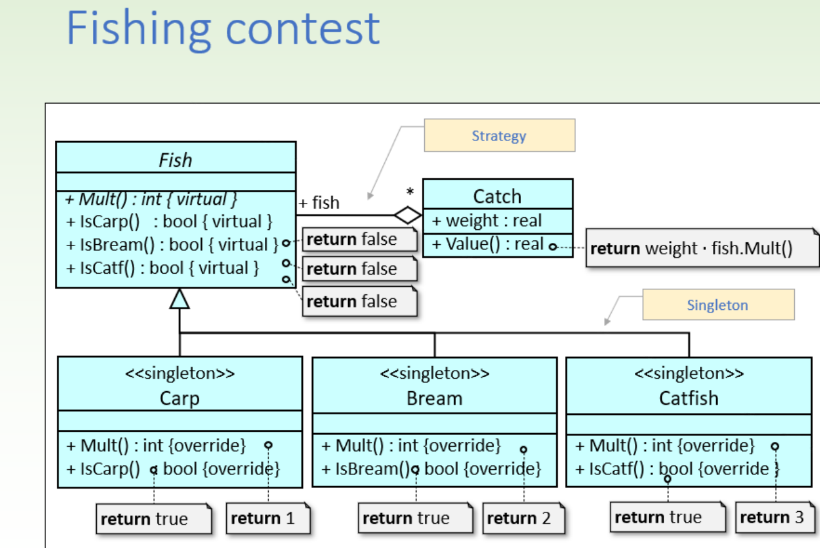 Fishing contest
Strategy
Fish
+ Mult() : int { virtual }
+ IsCarp() : bool { virtual }
+ IsBream() : bool { virtual }
+ IsCatf() : bool { virtual }
+ fish
*
Catch
+ weight : real
+ Value() : real
return weight · fish.Mult()
return false
return false
return false
Singleton
<<singleton>>
Carp
+ Mult() : int {override}
+ IsCarp() : bool {override}
return true
return 1
<<singleton>>
Bream
+ Mult() : int {override}
+ IsBream() : bool {override}
return true
return 2
<<singleton>>
Catfish
+ Mult() : int {override}
+ IsCatf() : bool {override }
return true
return 3